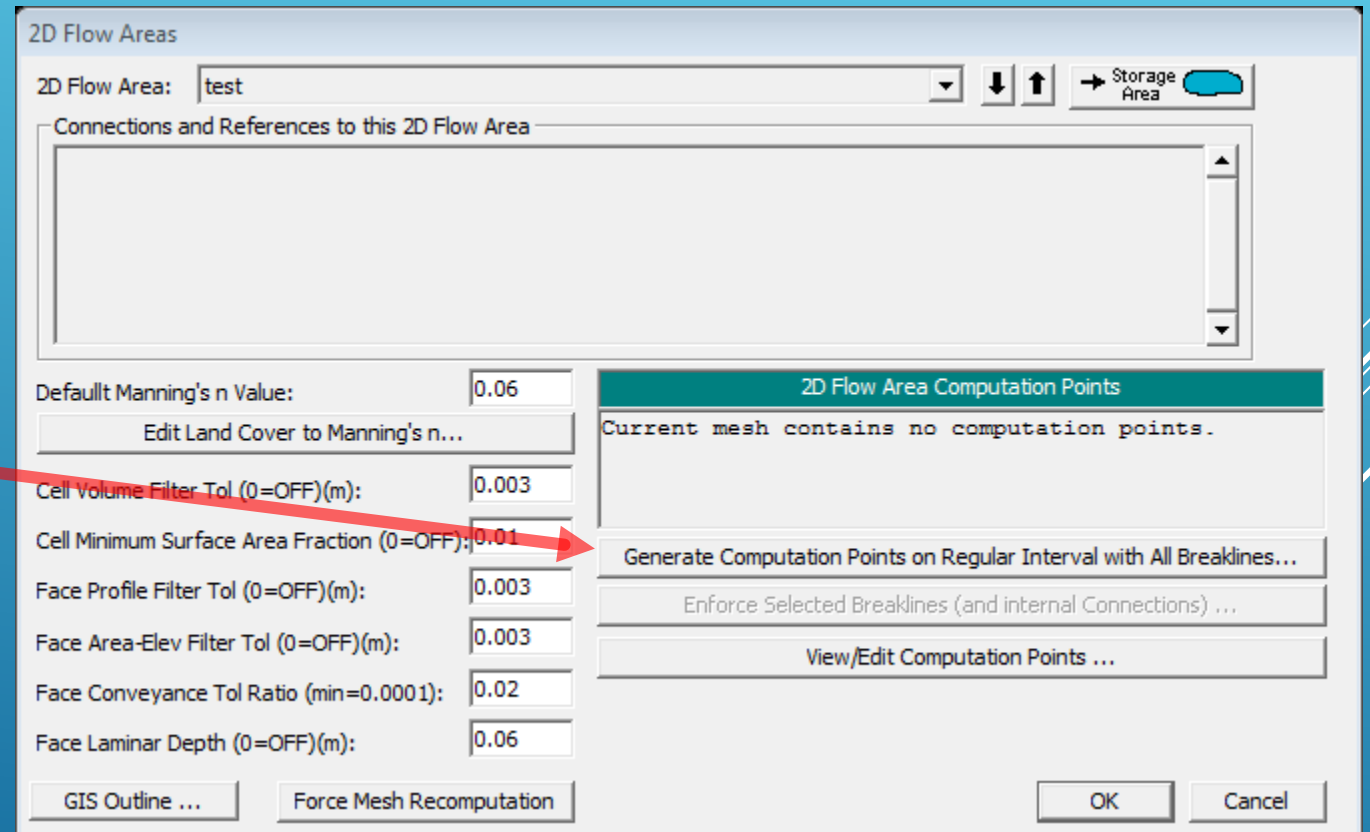 2D Flow Areas
2D Flow Area: test
Storage
Area
Connections and References to this 2D Flow Area
Defaullt Manning's n Value: 0.06
Edit Land Cover to Manning's n...
Cell Volume Filter Tol (0=OFF)(m): 0.003
Cell Minimum Surface Area Fraction (0=OFF): 0.01
Face Profile Filter Tol (0=OFF)(m): 0.003
Face Area-Elev Filter Tol (0=OFF)(m): 0.003
Face Conveyance Tol Ratio (min=0.0001): 0.02
Face Laminar Depth (0=OFF)(m): 0.06
2D Flow Area Computation Points
Current mesh contains no computation points.
Generate Computation Points on Regular Interval with All Breaklines...
Enforce Selected Breaklines (and internal Connections) ...
View/Edit Computation Points ...
GIS Outline ... Force Mesh Recomputation OK Cancel